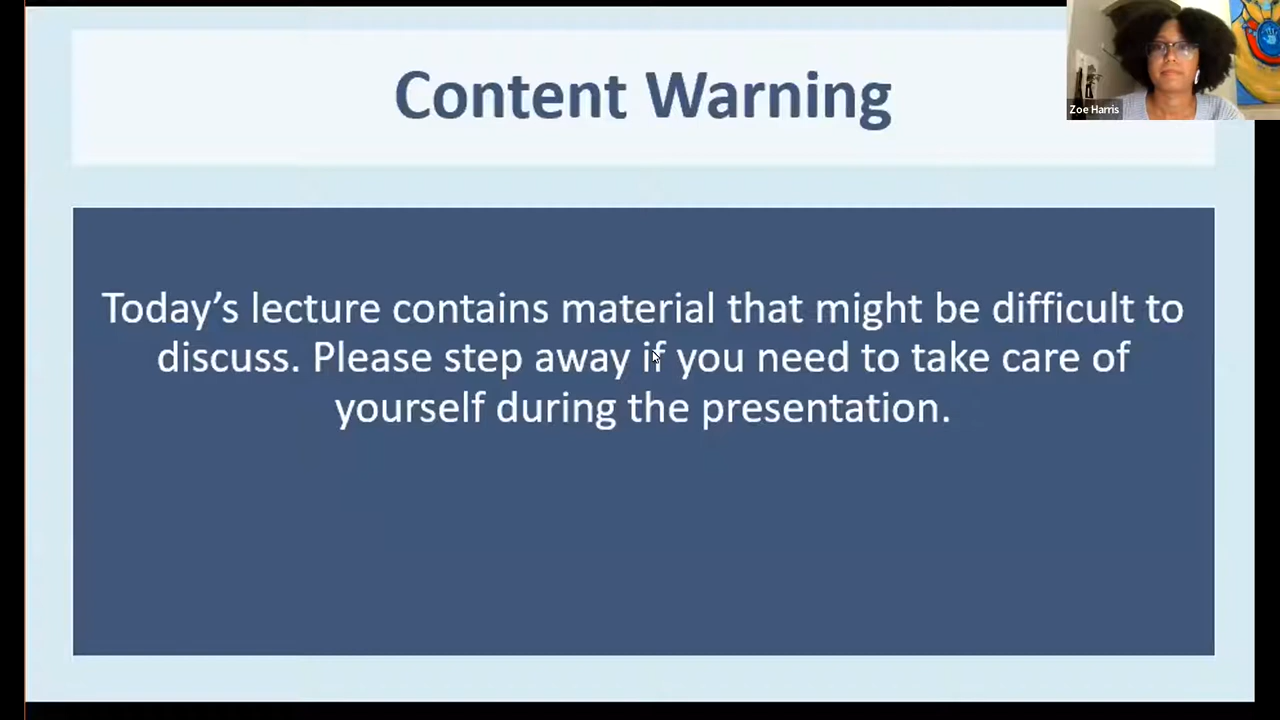 Content Warning
Zoe Harris
Today’s lecture contains material that might be difficult to
discuss. Please step away if you need to take care of
yourself during the presentation.